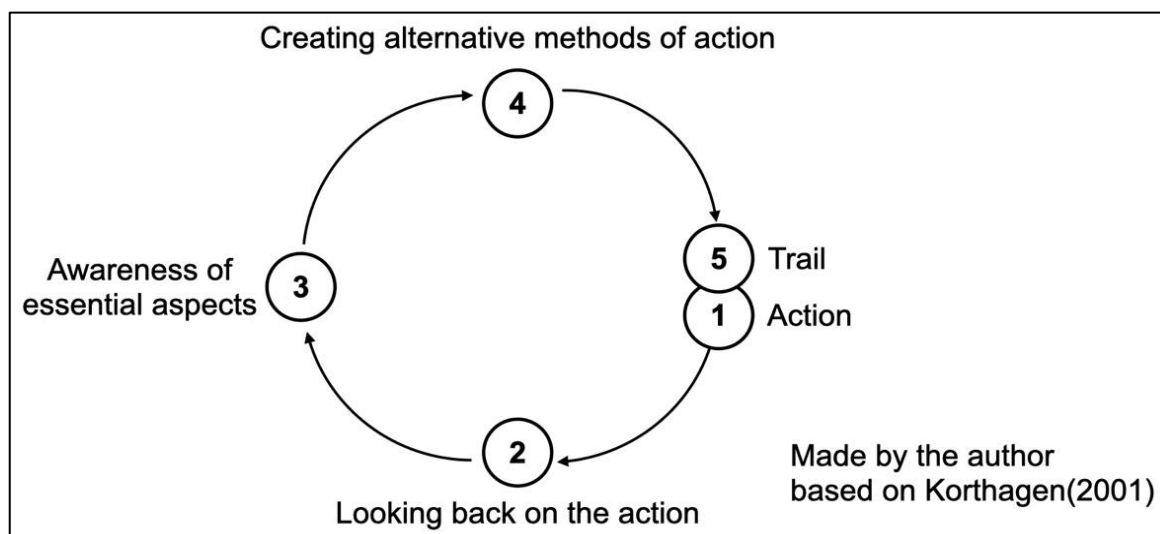 Creating alternative methods of action
4
5 Trail
Awareness of
essential aspects
3
1 Action
2
Looking back on the action
Made by the author
based on Korthagen(2001)